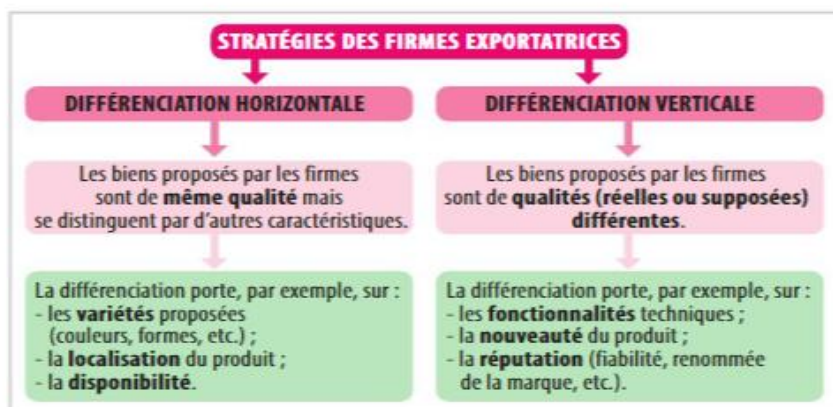 STRATÉGIES DES FIRMES EXPORTATRICES
DIFFÉRENCIATION HORIZONTALE
Les biens proposés par les firmes
sont de même qualité mais
se distinguent par d'autres caractéristiques.
La différenciation porte, par exemple, sur :
- les variétés proposées
(couleurs, formes, etc.) ;
- la localisation du produit ;
- la disponibilité.
DIFFÉRENCIATION VERTICALE
Les biens proposés par les firmes
sont de qualités (réelles ou supposées)
différentes.
La différenciation porte, par exemple, sur :
- les fonctionnalités techniques ;
- la nouveauté du produit ;
- la réputation (fiabilité, renommée
de la marque, etc.).